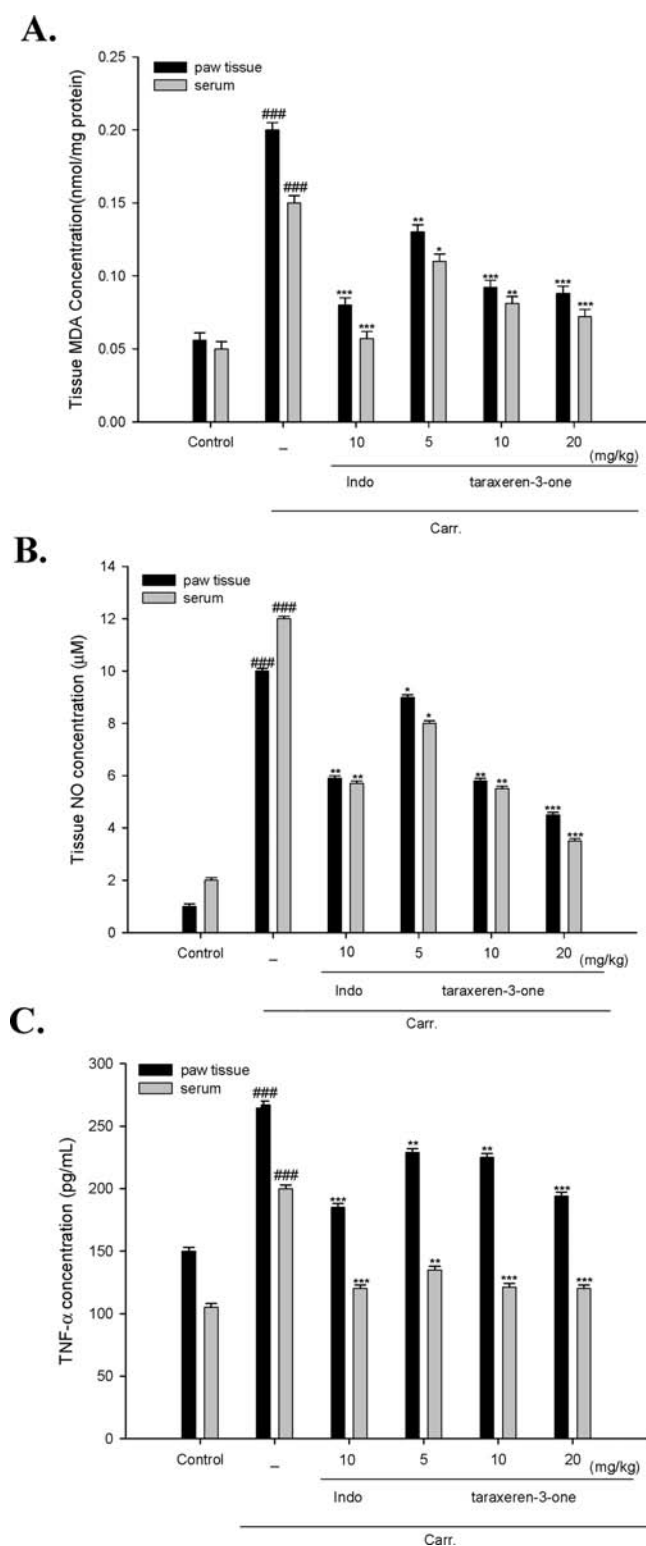 A.
Tissue MDA Concentration(nmol/mg protein)
0.25
0.20
0.15
0.10
0.05
0.00
paw tissue
serum
###
###
***
***
**
*
***
**
***
***
Control
–
10
5
10
20
(mg/kg)
Indo
taraxeren-3-one
Carr.
B.
Tissue NO concentration (μM)
14
12
10
8
6
4
2
0
paw tissue
serum
###
###
**
**
*
*
**
**
***
***
Control
–
10
5
10
20
(mg/kg)
Indo
taraxeren-3-one
Carr.
C.
TNF-α concentration (pg/mL)
300
250
200
150
100
50
0
paw tissue
serum
###
###
***
***
**
**
**
***
***
***
Control
–
10
5
10
20
(mg/kg)
Indo
taraxeren-3-one
Carr.